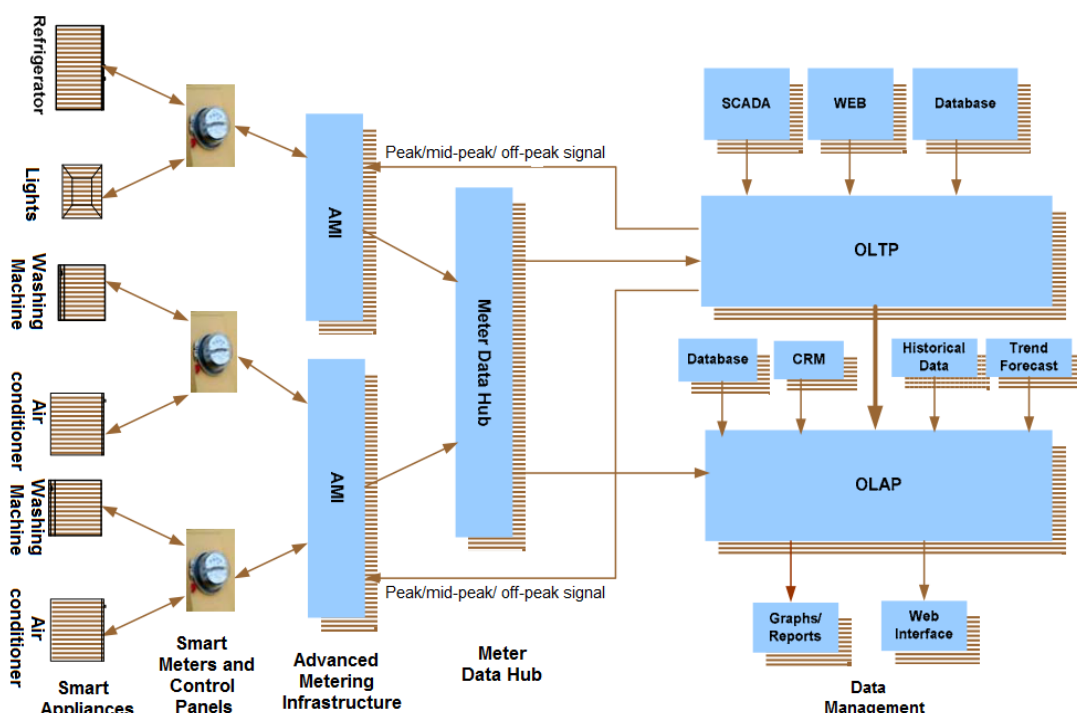 Refrigerator
Lights
Washing
Machine
Air
conditioner
Washing
Machine
Air
conditioner
Smart
Appliances
Smart
Meters and
Control
Panels
AMI
AMI
Advanced
Metering
Infrastructure
Peak/mid-peak/ off-peak signal
Peak/mid-peak/ off-peak signal
Meter Data Hub
Meter
Data Hub
SCADA
WEB
Database
OLTP
Database
CRM
Historical
Data
Trend
Forecast
OLAP
Graphs/
Reports
Web
Interface
Data
Management